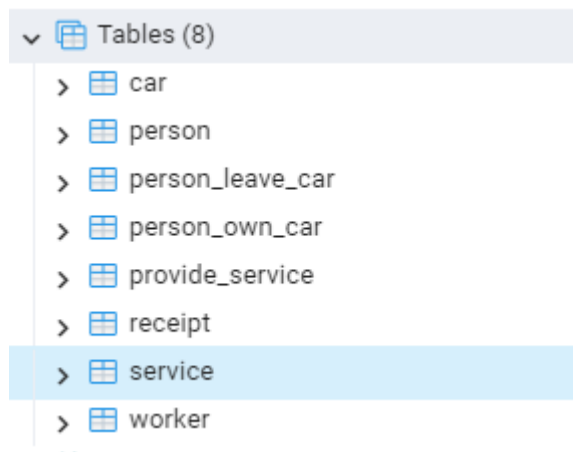 Tables (8)
car
person
person_leave_car
person_own_car
provide_service
receipt
service
worker